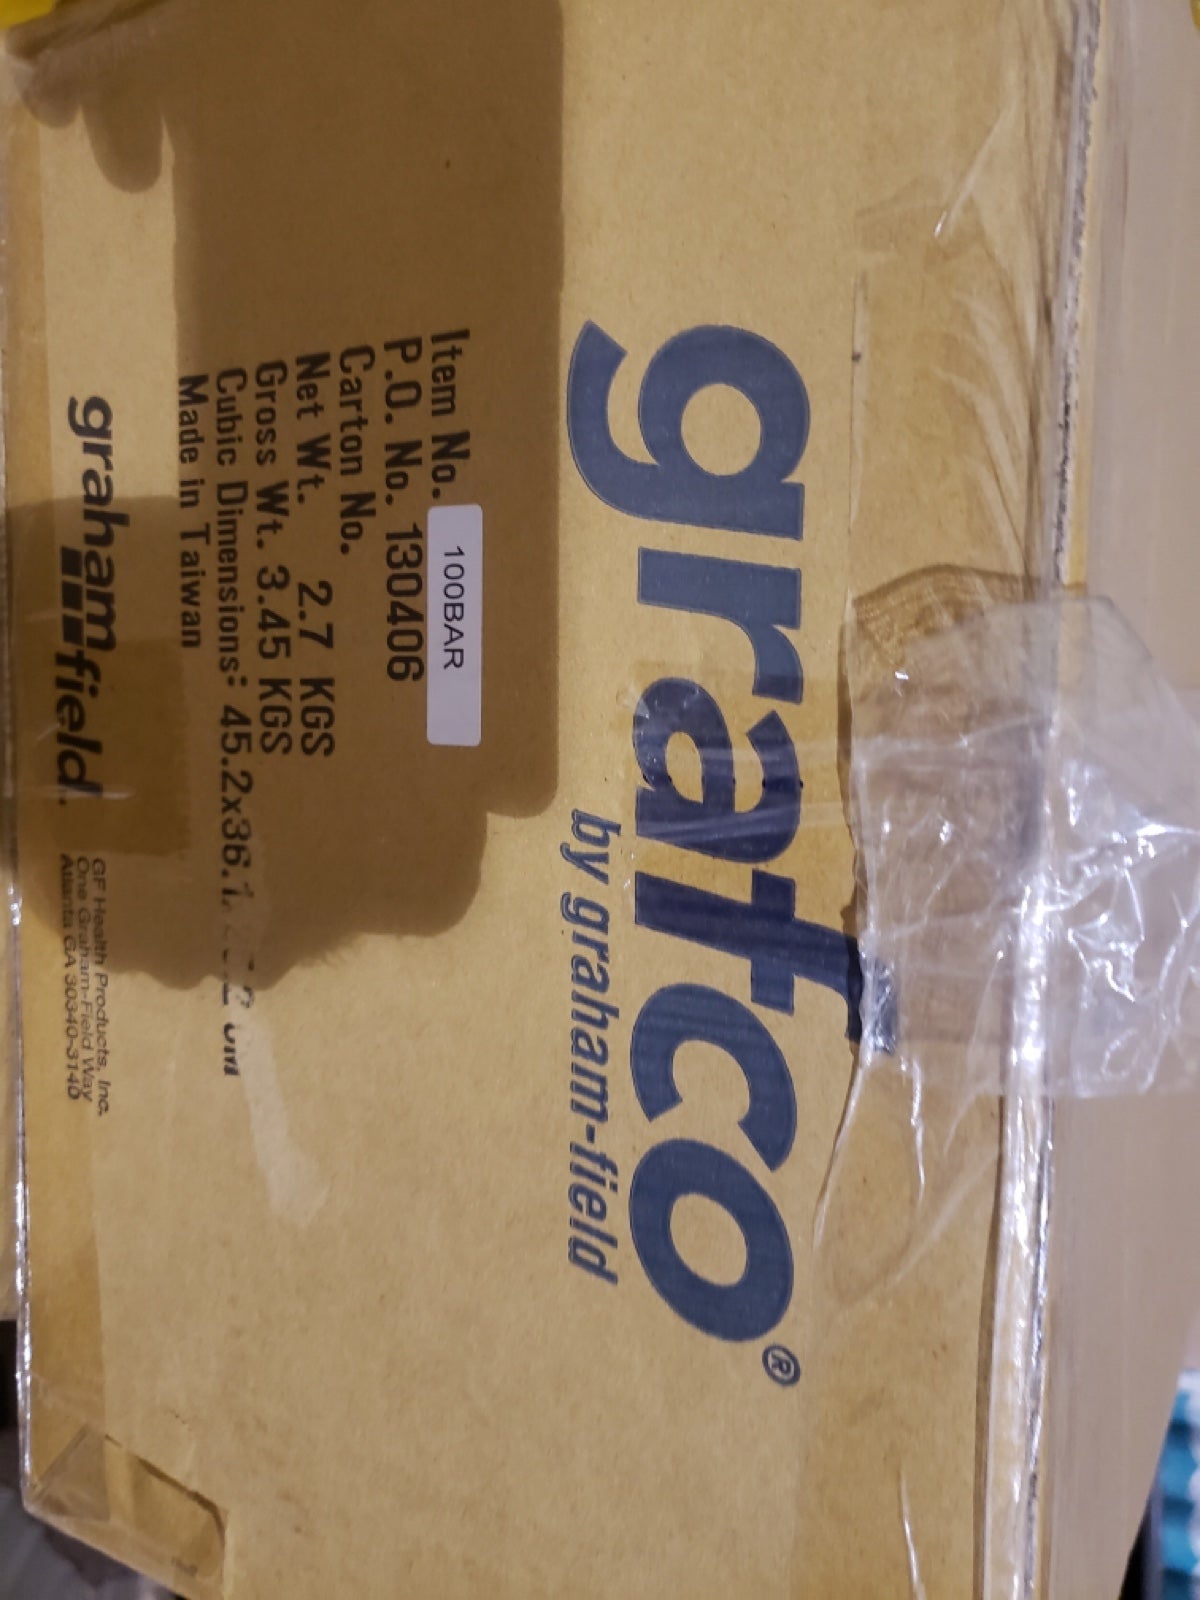 grafco®
by graham-field
Item No. 100BAR
P.O. No. 130406
Carton No.
Net Wt. 2.7 KGS
Gross Wt. 3.45 KGS
Cubic Dimensions: 45.2x36.1 CM
Made in Taiwan
grahamfield.
GF Health Products, Inc.
One Graham-Field Way
Atlanta GA 30340-3140